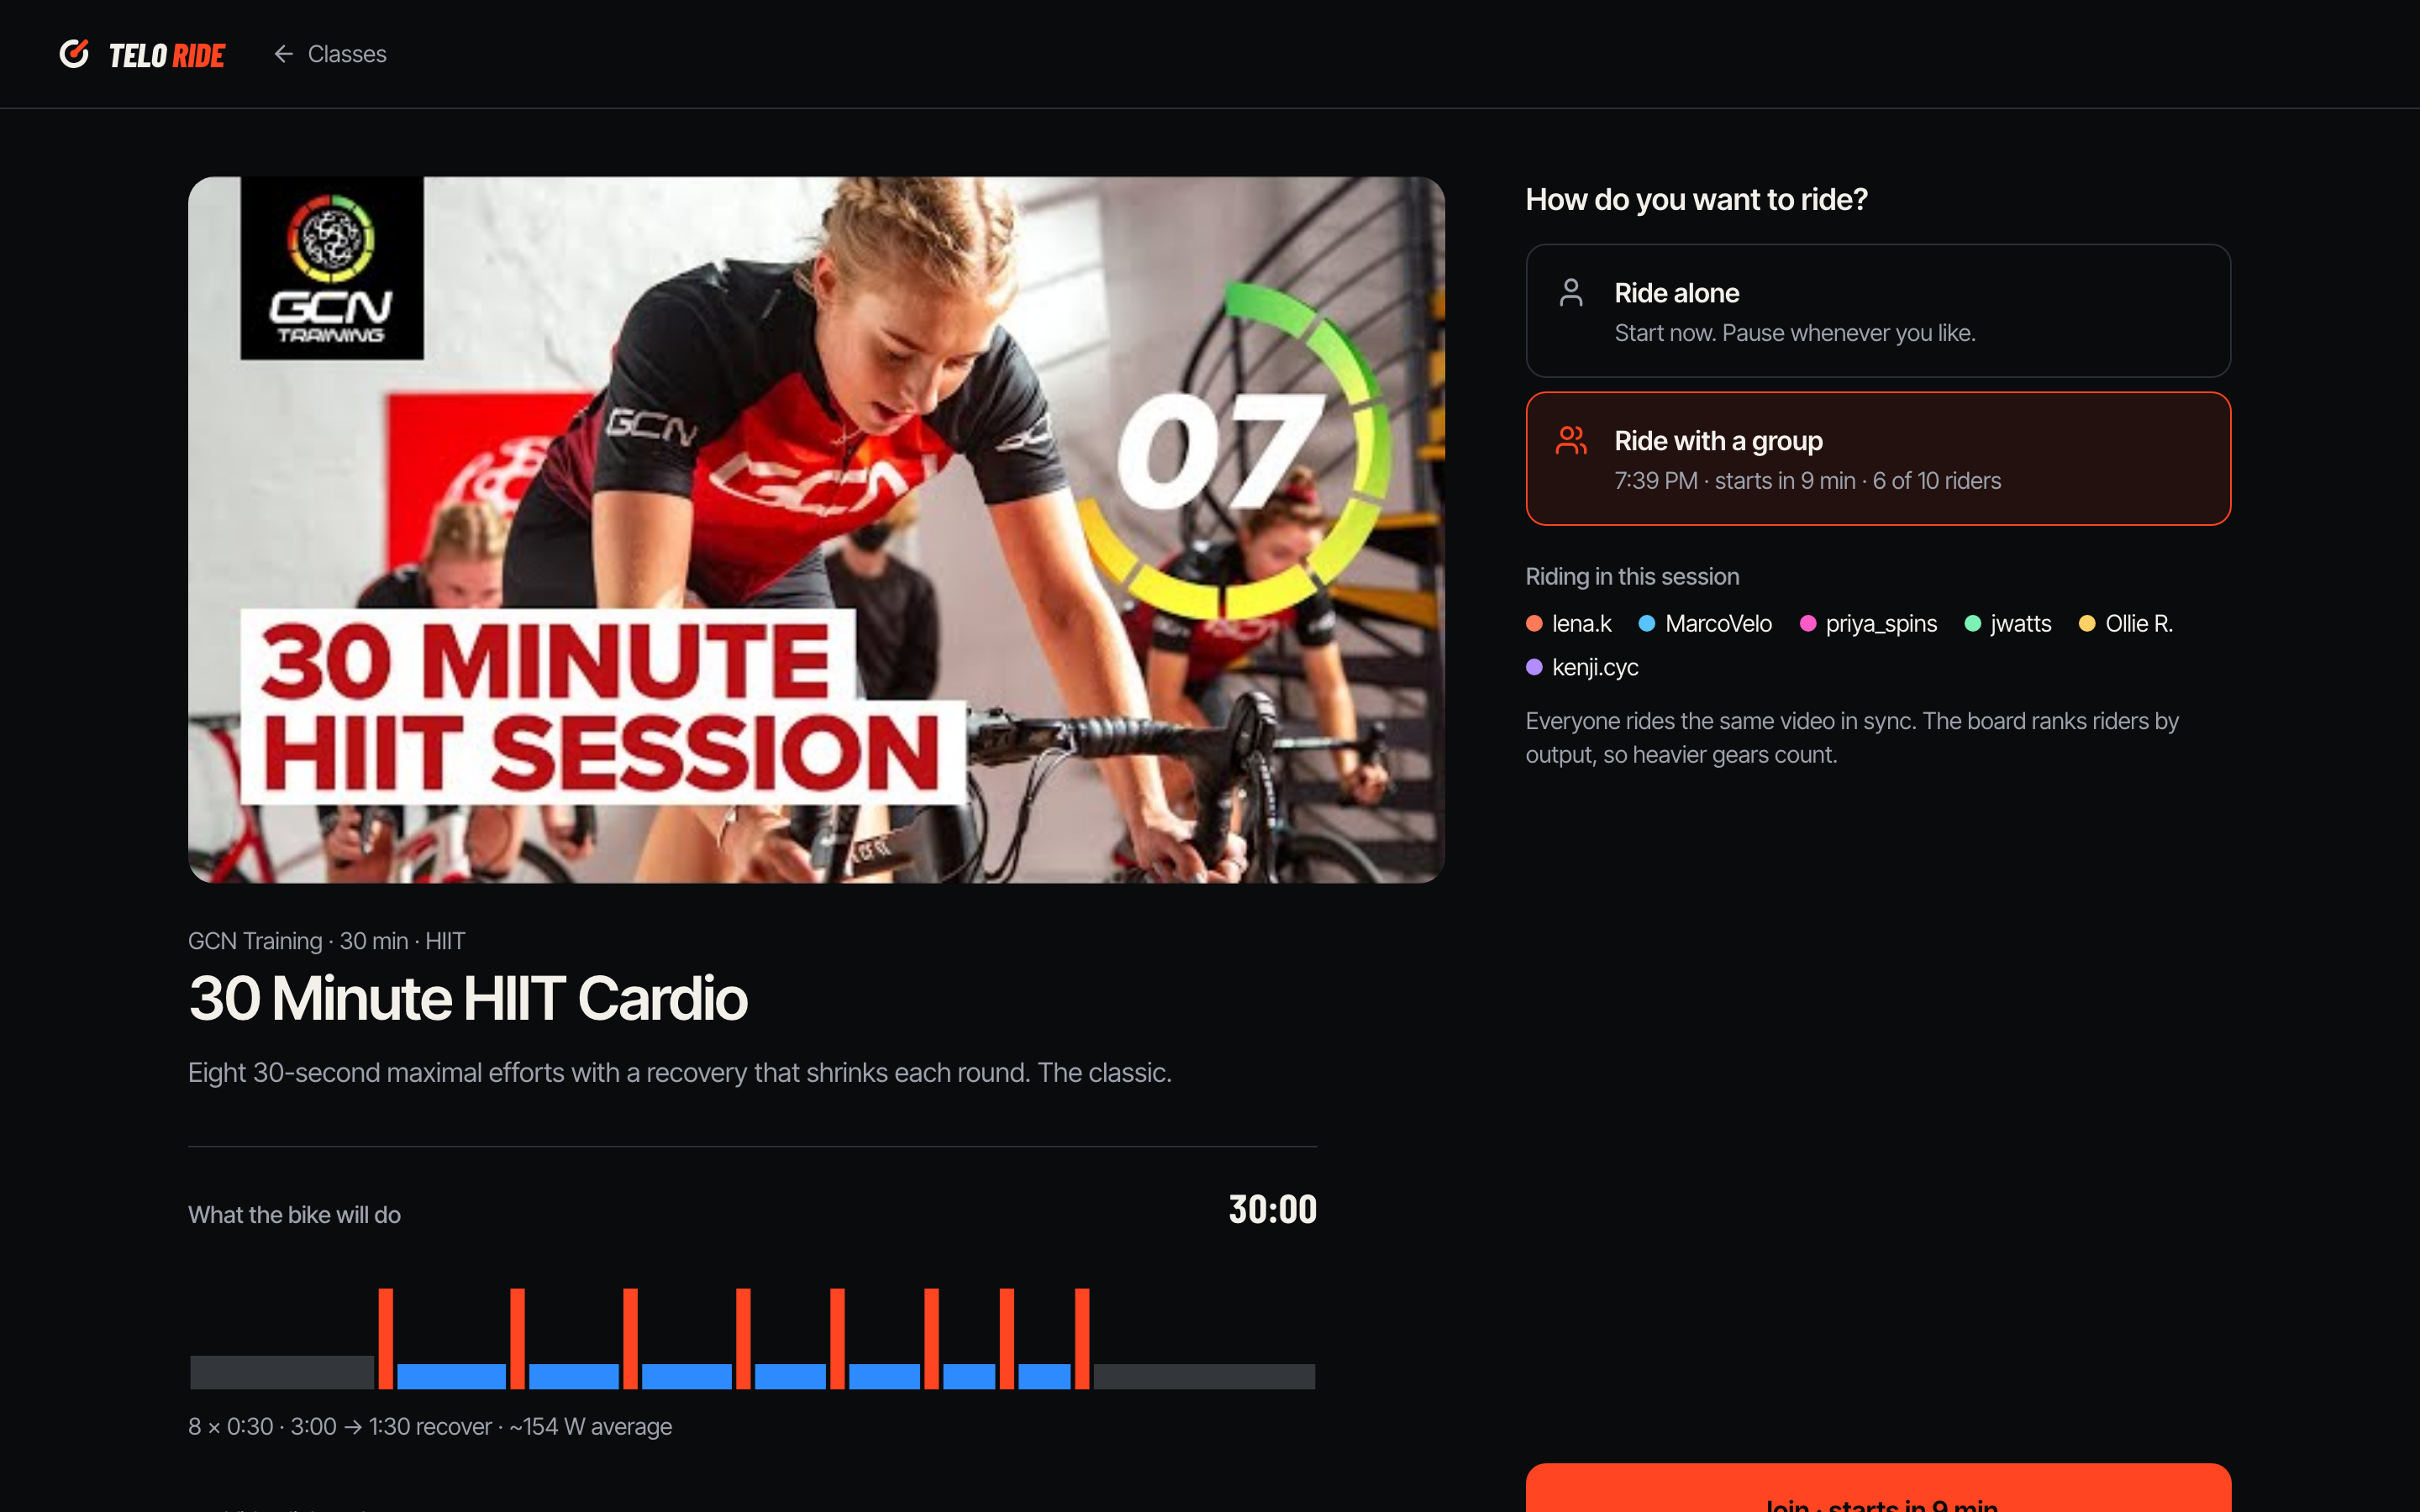 TELO RIDE
← Classes
GCN
TRAINING
GCN
GCN
07
30 MINUTE
HIIT SESSION
GCN Training · 30 min · HIIT
30 Minute HIIT Cardio
Eight 30-second maximal efforts with a recovery that shrinks each round. The classic.
What the bike will do
30:00
8 × 0:30 · 3:00 → 1:30 recover · ~154 W average
How do you want to ride?
Ride alone
Start now. Pause whenever you like.
Ride with a group
7:39 PM · starts in 9 min · 6 of 10 riders
Riding in this session
lena.k MarcoVelo priya_spins jwatts Ollie R.
kenji.cyc
Everyone rides the same video in sync. The board ranks riders by
output, so heavier gears count.
Join · starts in 9 min